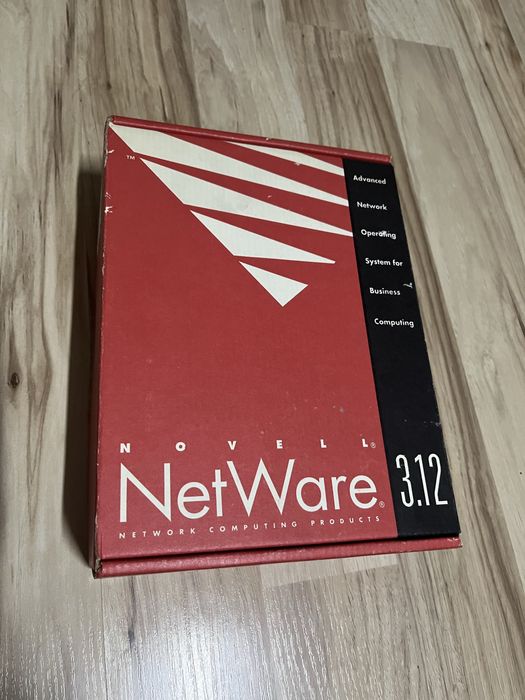 ™
Advanced
Network
Operating
System for
Business
Computing
NOVELL®
NetWare®
3.12
NETWORK COMPUTING PRODUCTS